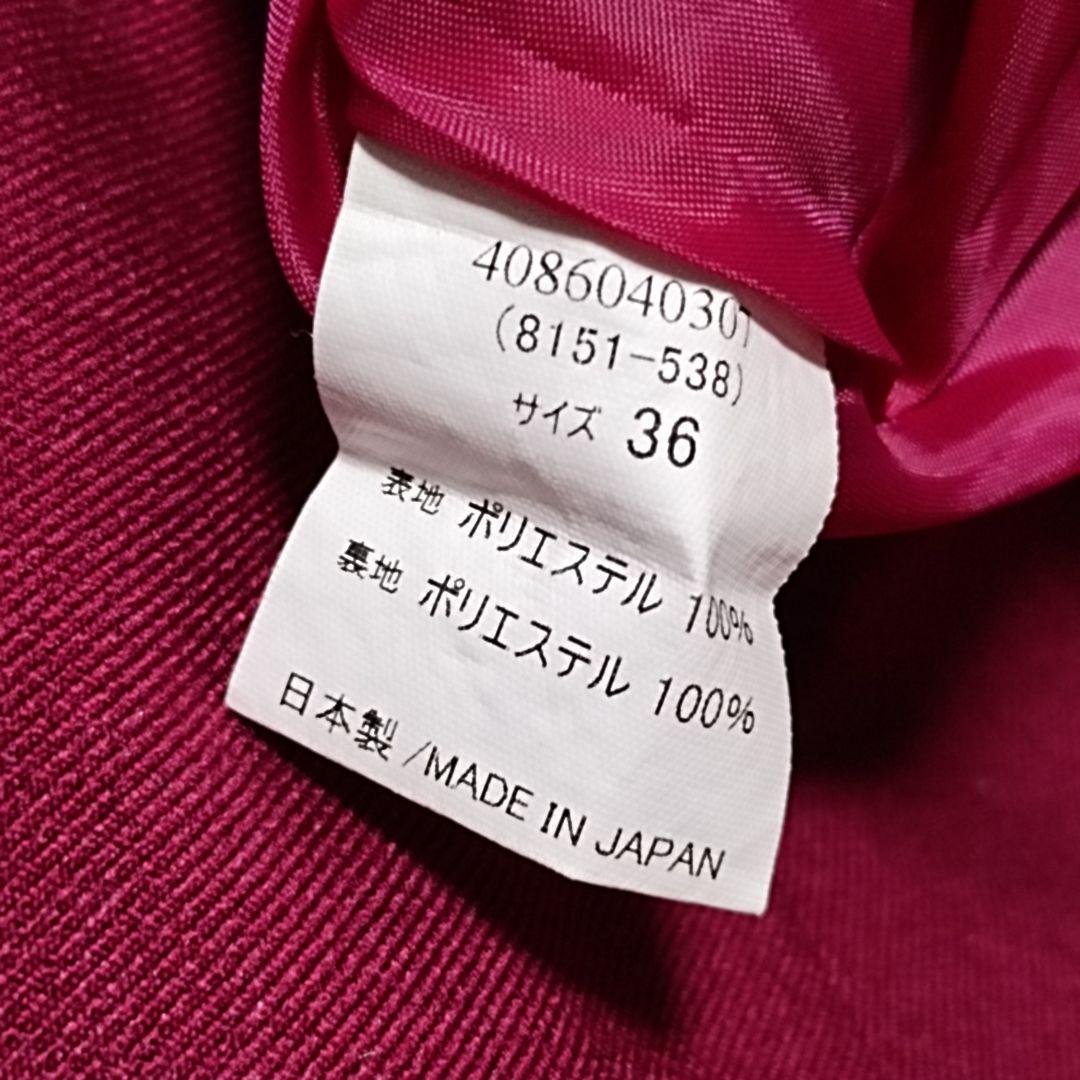 4086040301
(8151-538)
サイズ 36
表地 ポリエステル 100%
裏地 ポリエステル 100%
日本製/MADE IN JAPAN